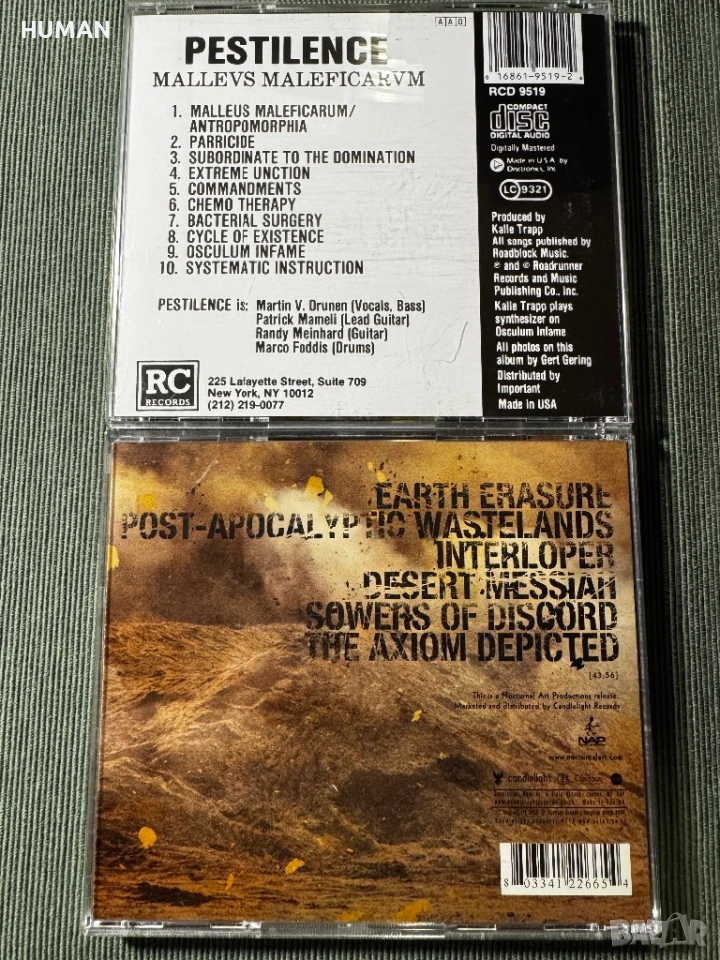 HUMAN
A A D
PESTILENCE
MALLEVS MALEFICARVM
1. MALLEUS MALEFICARUM/
ANTROPOMORPHIA
2. PARRICIDE
3. SUBORDINATE TO THE DOMINATION
4. EXTREME UNCTION
5. COMMANDMENTS
6. CHEMO THERAPY
7. BACTERIAL SURGERY
8. CYCLE OF EXISTENCE
9. OSCULUM INFAME
10. SYSTEMATIC INSTRUCTION
PESTILENCE is: Martin V. Drunen (Vocals, Bass)
Patrick Mameli (Lead Guitar)
Randy Meinhard (Guitar)
Marco Foddis (Drums)
RC
RECORDS
225 Lafayette Street, Suite 709
New York, NY 10012
(212) 219-0077
0 16861-9519-2 4
RCD 9519
COMPACT
disc
DIGITAL AUDIO
Digitally Mastered
Made in U S A by
Disctronics, Inc
LC 9321
Produced by
Kalle Trapp
All songs published by
Roadblock Music.
℗ and © Roadrunner
Records and Music
Publishing Co., Inc.
Kalle Trapp plays
synthesizer on
Osculum Infame
All photos on this
album by Gert Gering
Distributed by
Important
Made in USA
EARTH ERASURE
POST-APOCALYPTIC WASTELANDS
INTERLOPER
DESERT MESSIAH
SOWERS OF DISCORD
THE AXIOM DEPICTED
[43:56]
This is a Nocturnal Art Productions release.
Marketed and distributed by Candlelight Records
NAP
www.nocturnalart.com
candlelight
8 03341 22665 4
BAZAR